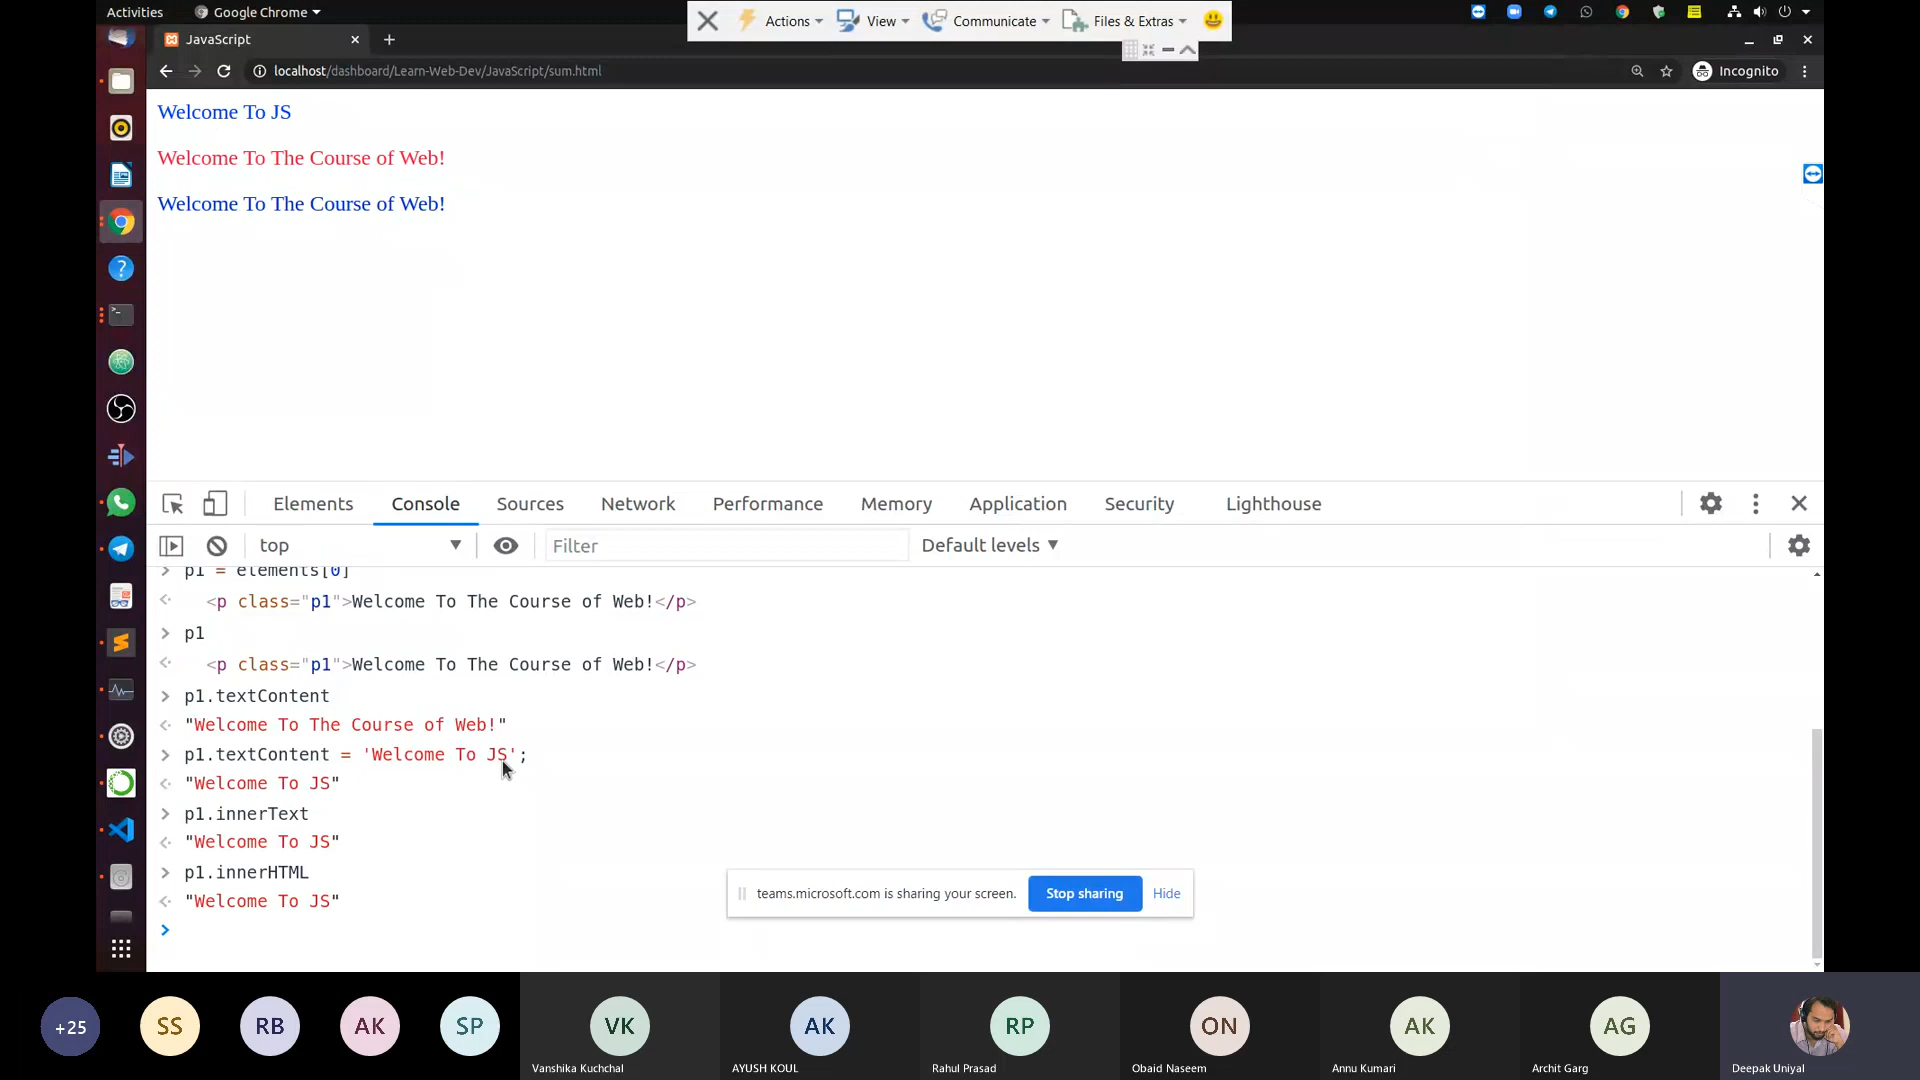 Activities
Google Chrome
Actions
View
Communicate
Files & Extras
JavaScript
localhost/dashboard/Learn-Web-Dev/JavaScript/sum.html
Incognito
Welcome To JS
Welcome To The Course of Web!
Welcome To The Course of Web!
Elements
Console
Sources
Network
Performance
Memory
Application
Security
Lighthouse
top
Filter
Default levels
p1 = elements[0]
<p class="p1">Welcome To The Course of Web!</p>
p1
<p class="p1">Welcome To The Course of Web!</p>
p1.textContent
"Welcome To The Course of Web!"
p1.textContent = 'Welcome To JS';
"Welcome To JS"
p1.innerText
"Welcome To JS"
p1.innerHTML
"Welcome To JS"
teams.microsoft.com is sharing your screen.
Stop sharing
Hide
+25
SS
RB
AK
SP
VK
AK
RP
ON
AK
AG
Vanshika Kuchchal
AYUSH KOUL
Rahul Prasad
Obaid Naseem
Annu Kumari
Archit Garg
Deepak Uniyal